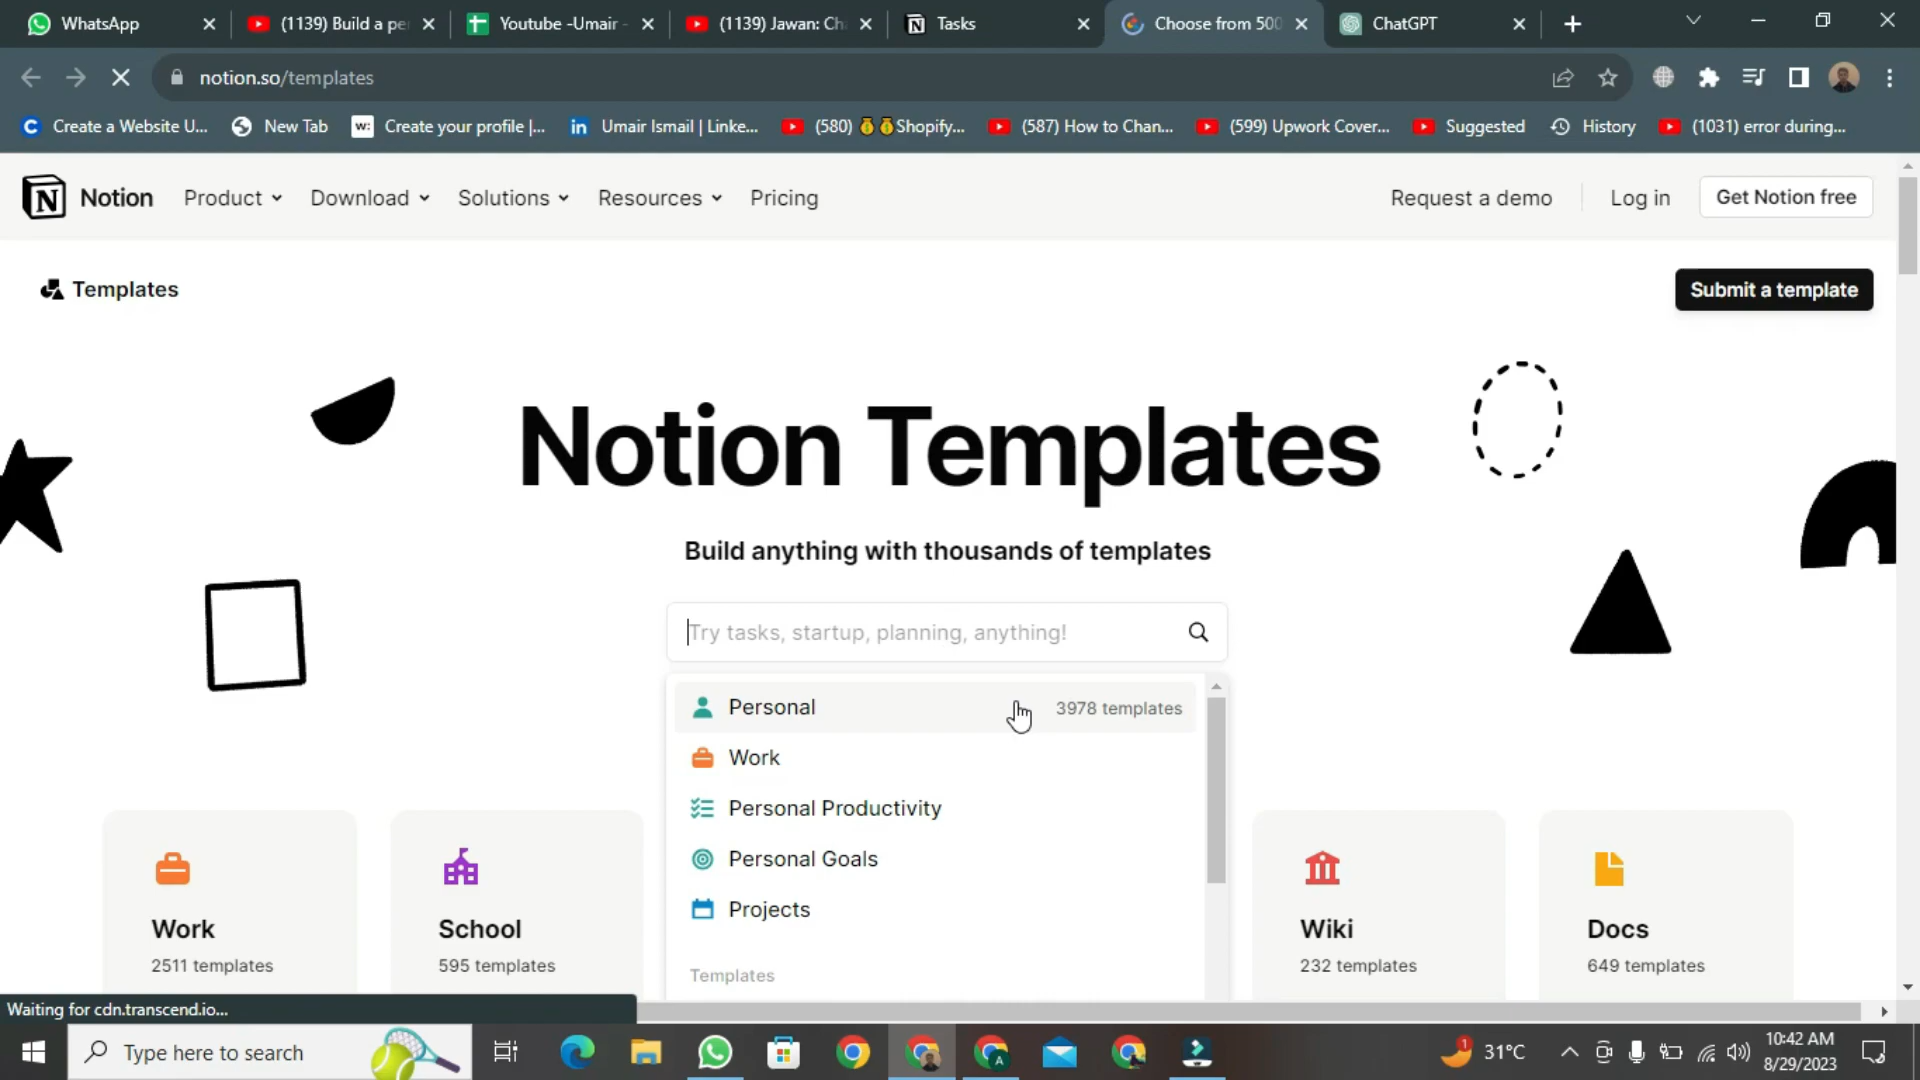 WhatsApp
(1139) Build a pe
Youtube -Umair -
(1139) Jawan: Ch
Tasks
Choose from 500
ChatGPT
notion.so/templates
Create a Website U...
New Tab
Create your profile |...
Umair Ismail | Linke...
(580) 💰💰Shopify...
(587) How to Chan...
(599) Upwork Cover...
Suggested
History
(1031) error during...
Notion
Product
Download
Solutions
Resources
Pricing
Request a demo
Log in
Get Notion free
Templates
Submit a template
Notion Templates
Build anything with thousands of templates
Try tasks, startup, planning, anything!
Personal
3978 templates
Work
Personal Productivity
Personal Goals
Projects
Templates
Work
2511 templates
School
595 templates
Wiki
232 templates
Docs
649 templates
Waiting for cdn.transcend.io...
Type here to search
31°C
10:42 AM
8/29/2023